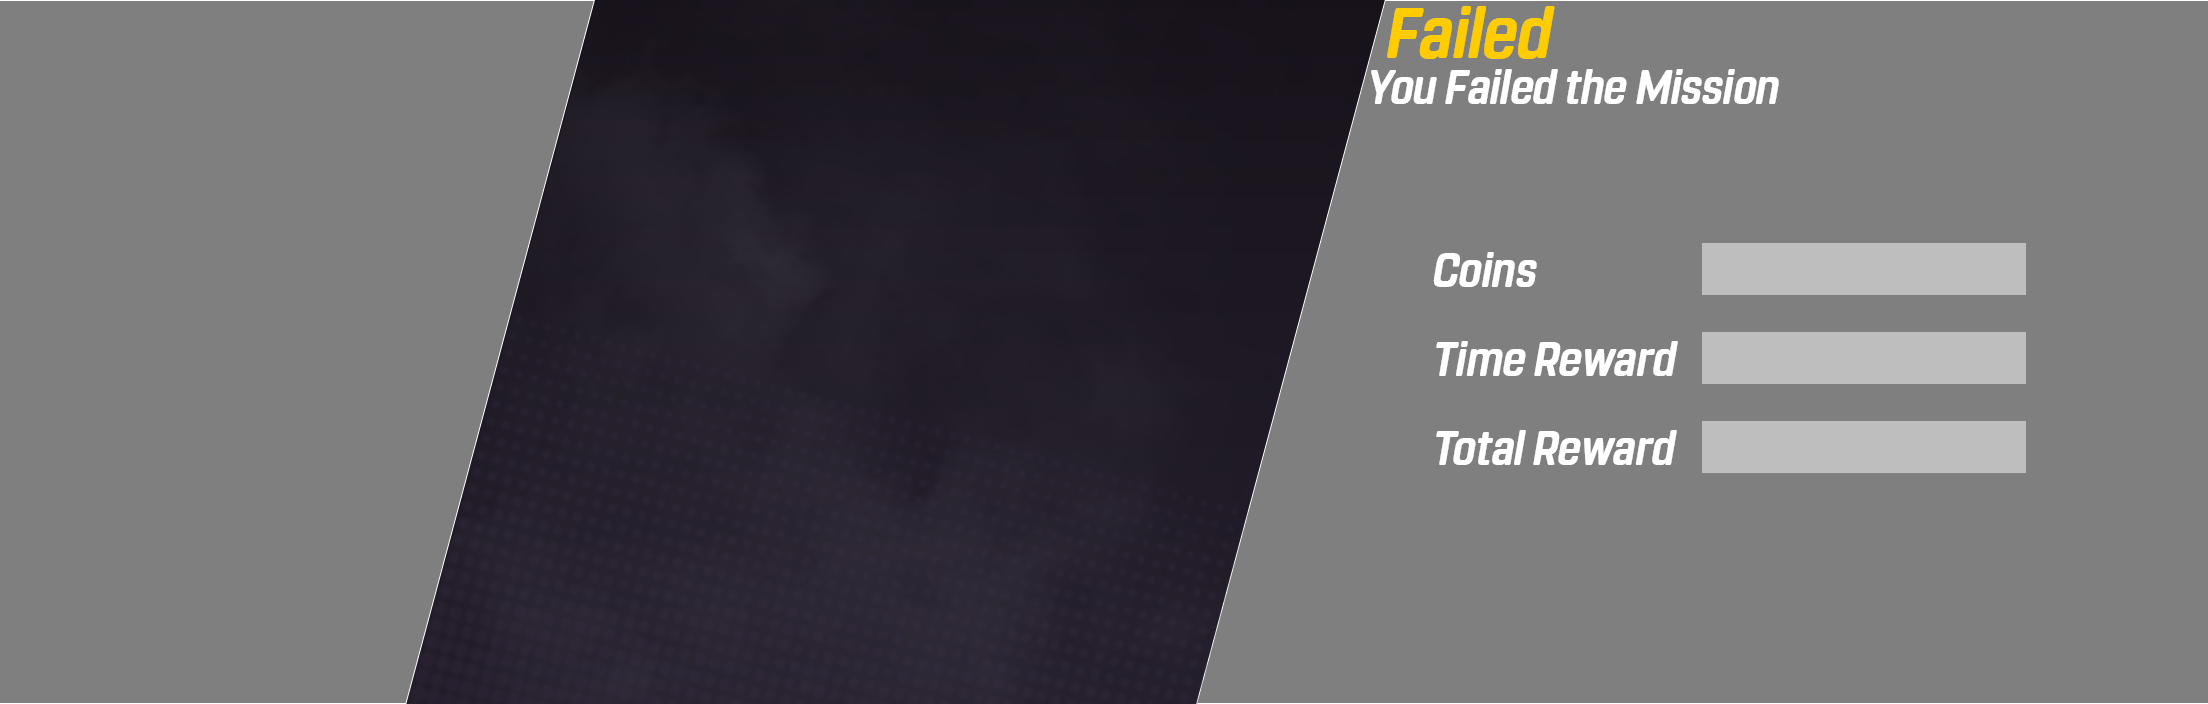 Failed
You Failed the Mission
Coins
Time Reward
Total Reward